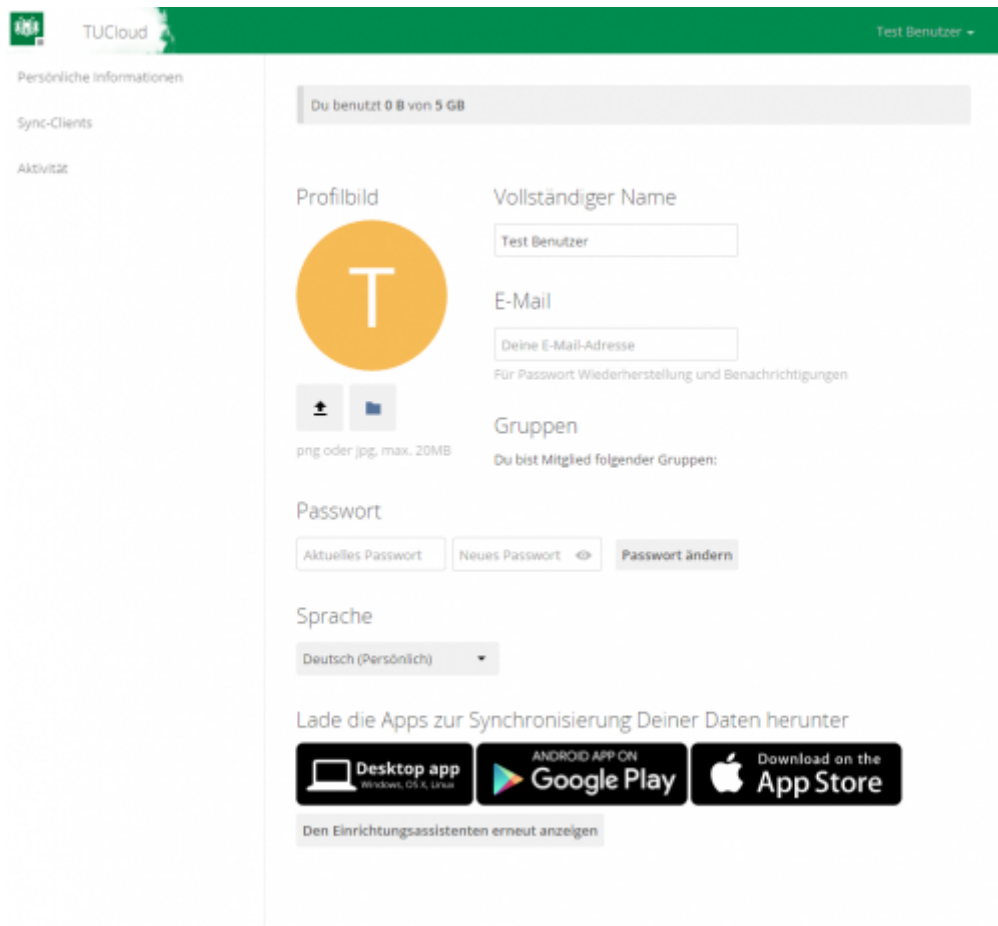 TUCloud
Test Benutzer
Persönliche Informationen
Sync-Clients
Aktivität
Du benutzt 0 B von 5 GB
Profilbild
T
png oder jpg, max. 20MB
Vollständiger Name
Test Benutzer
E-Mail
Deine E-Mail-Adresse
Für Passwort Wiederherstellung und Benachrichtigungen
Gruppen
Du bist Mitglied folgender Gruppen:
Passwort
Aktuelles Passwort Neues Passwort Passwort ändern
Sprache
Deutsch (Persönlich)
Lade die Apps zur Synchronisierung Deiner Daten herunter
Desktop app
Windows, OS X, Linux
ANDROID APP ON
Google Play
Download on the
App Store
Den Einrichtungsassistenten erneut anzeigen